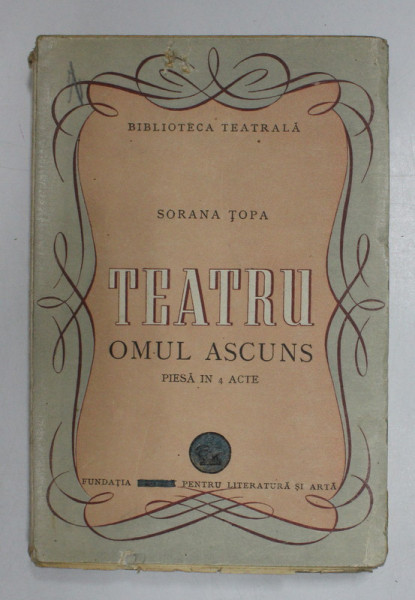 BIBLIOTECA TEATRALĂ
SORANA ȚOPA
TEATRU
OMUL ASCUNS
PIESĂ IN 4 ACTE
FUNDAȚIA PENTRU LITERATURĂ ȘI ARTĂ